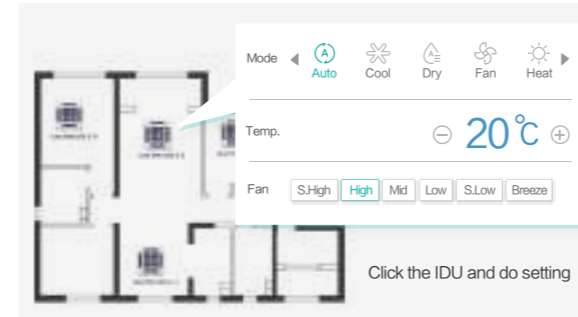 Mode
Auto Cool Dry Fan Heat
Temp. 20°C
Fan S.High High Mid Low S.Low Breeze
Click the IDU and do setting